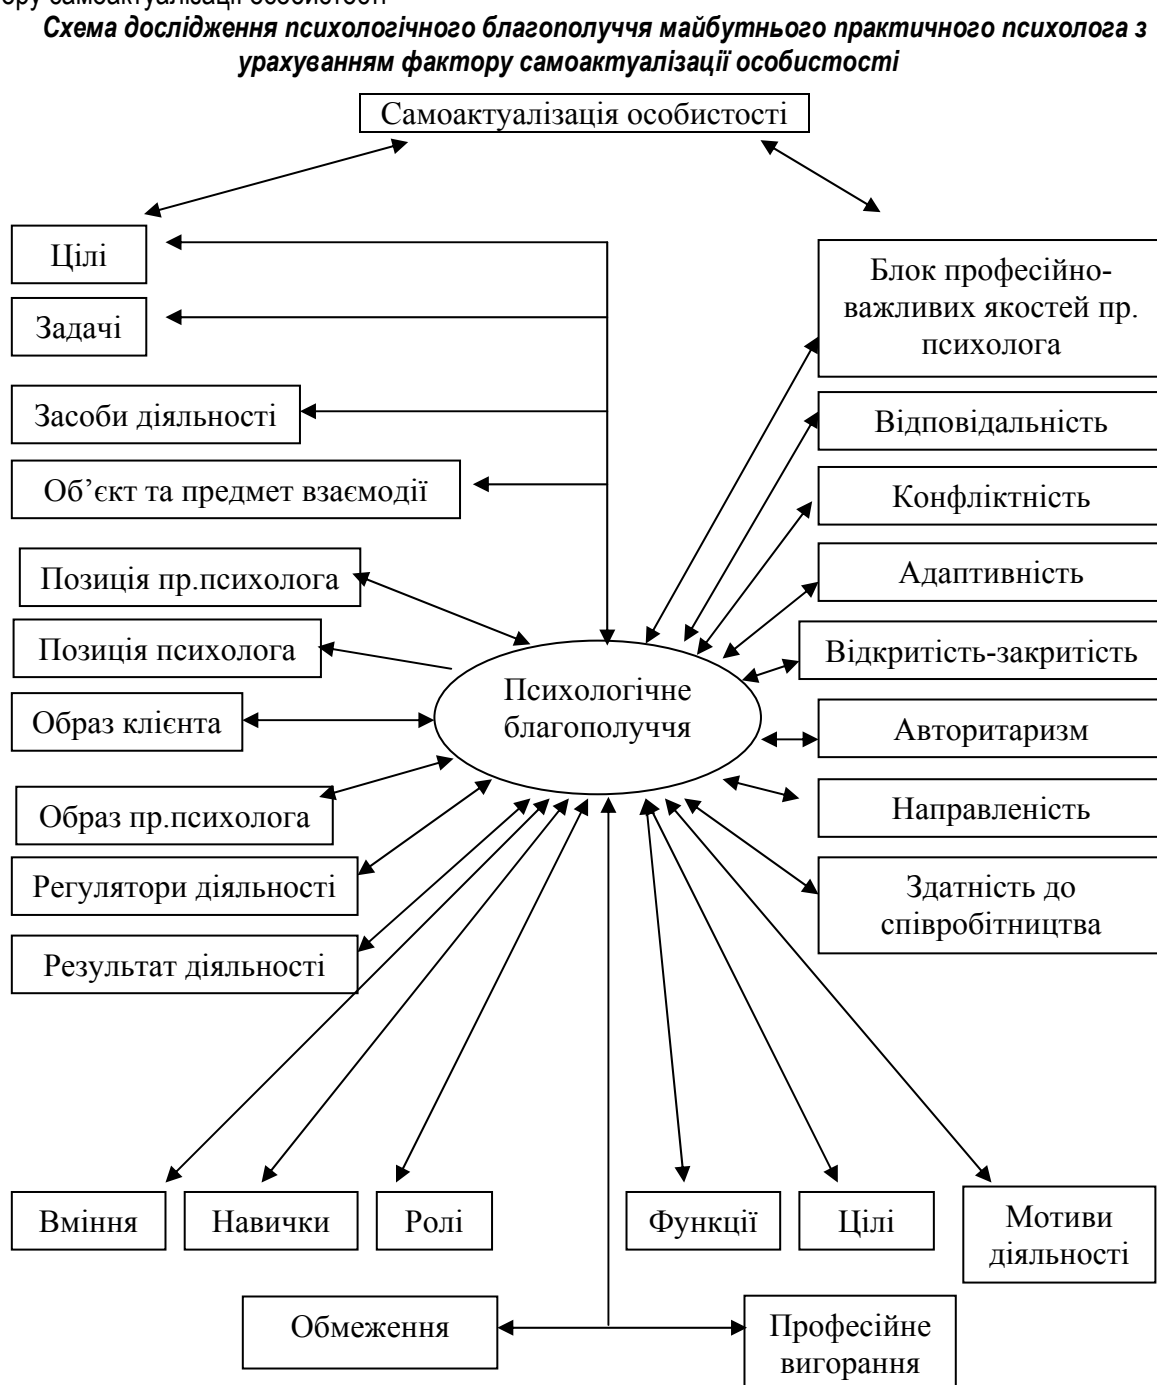 ору самоактуалізації особистості
Схема дослідження психологічного благополуччя майбутнього практичного психолога з
урахуванням фактору самоактуалізації особистості
Самоактуалізація особистості
Цілі
Задачі
Засоби діяльності
Об’єкт та предмет взаємодії
Позиція пр.психолога
Позиція психолога
Образ клієнта
Образ пр.психолога
Регулятори діяльності
Результат діяльності
Психологічне
благополуччя
Блок професійно-
важливих якостей пр.
психолога
Відповідальність
Конфліктність
Адаптивність
Відкритість-закритість
Авторитаризм
Направленість
Здатність до
співробітництва
Вміння
Навички
Ролі
Функції
Цілі
Мотиви
діяльності
Обмеження
Професійне
вигорання